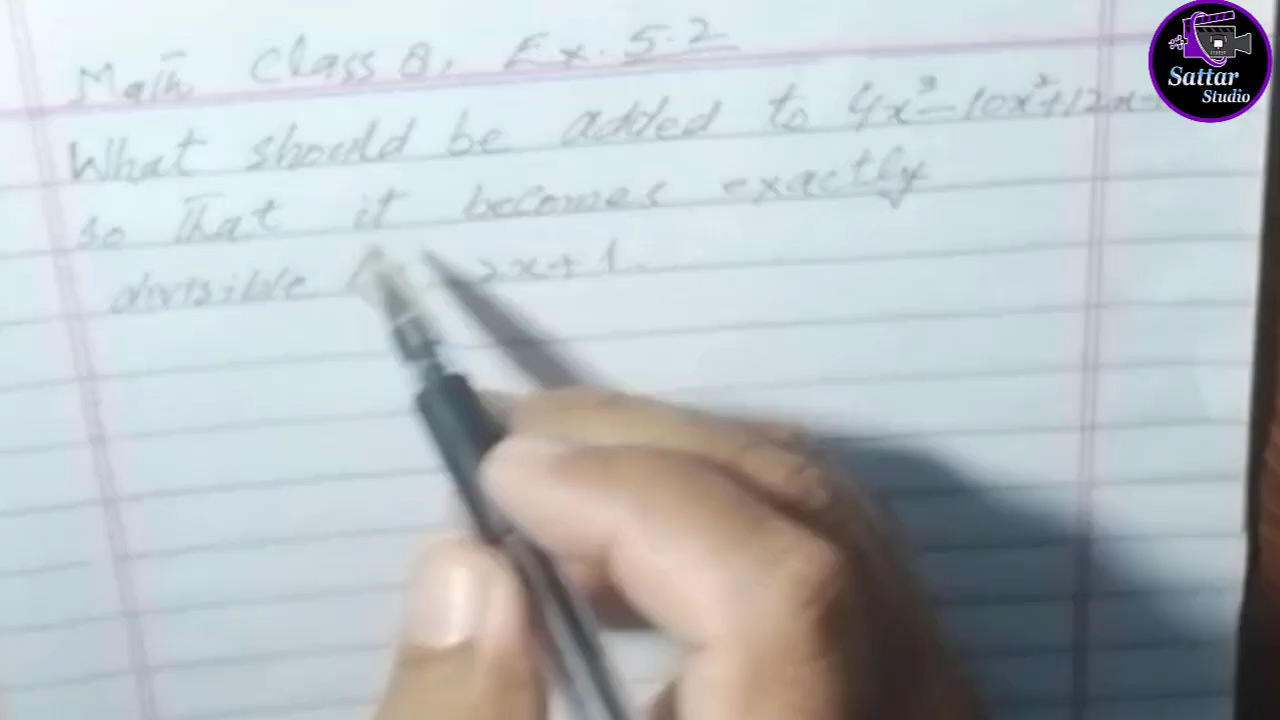 Math Class 8, Ex. 5.2
What should be added to 4x³-10x²+12x
so that it becomes exactly
divisible 2x+1.
Sattar
Studio